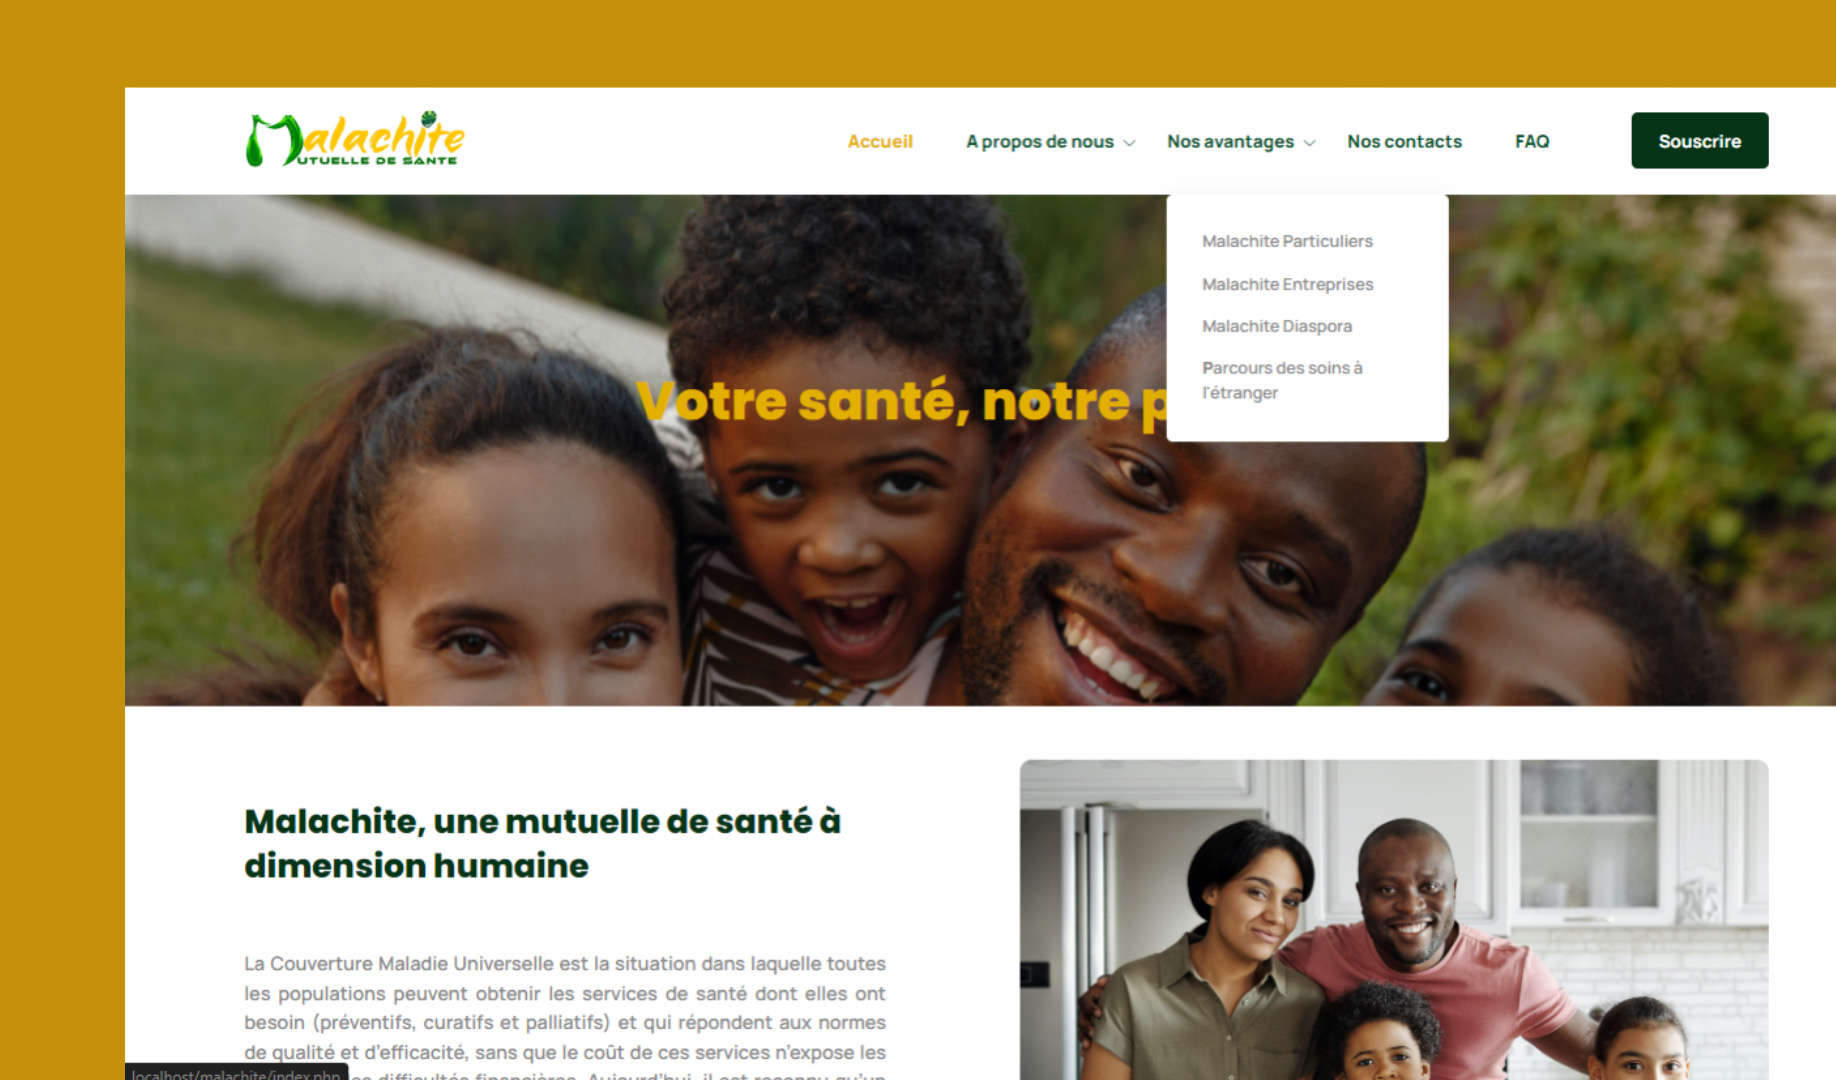 Malachite
MUTUELLE DE SANTE
Accueil
A propos de nous
Nos avantages
Nos contacts
FAQ
Souscrire
Malachite Particuliers
Malachite Entreprises
Malachite Diaspora
Parcours des soins à
l'étranger
Votre santé, notre p
Malachite, une mutuelle de santé à
dimension humaine
La Couverture Maladie Universelle est la situation dans laquelle toutes
les populations peuvent obtenir les services de santé dont elles ont
besoin (préventifs, curatifs et palliatifs) et qui répondent aux normes
de qualité et d'efficacité, sans que le coût de ces services n'expose les
difficultés financières. Aujourd'hui, il est reconnu qu'un
localhost/malachite/index.php